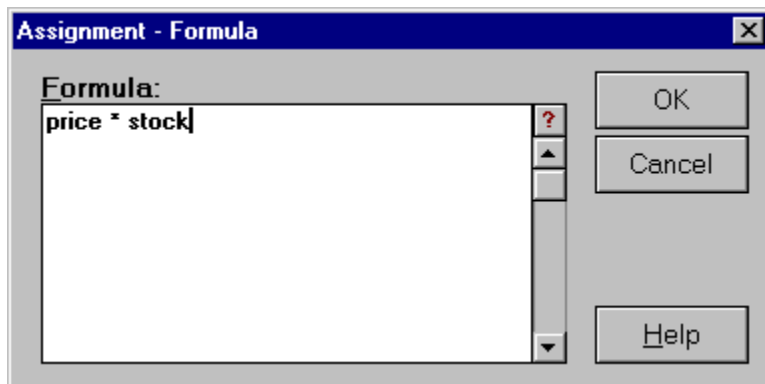 Assignment - Formula
Formula:
price * stock
?
OK
Cancel
Help